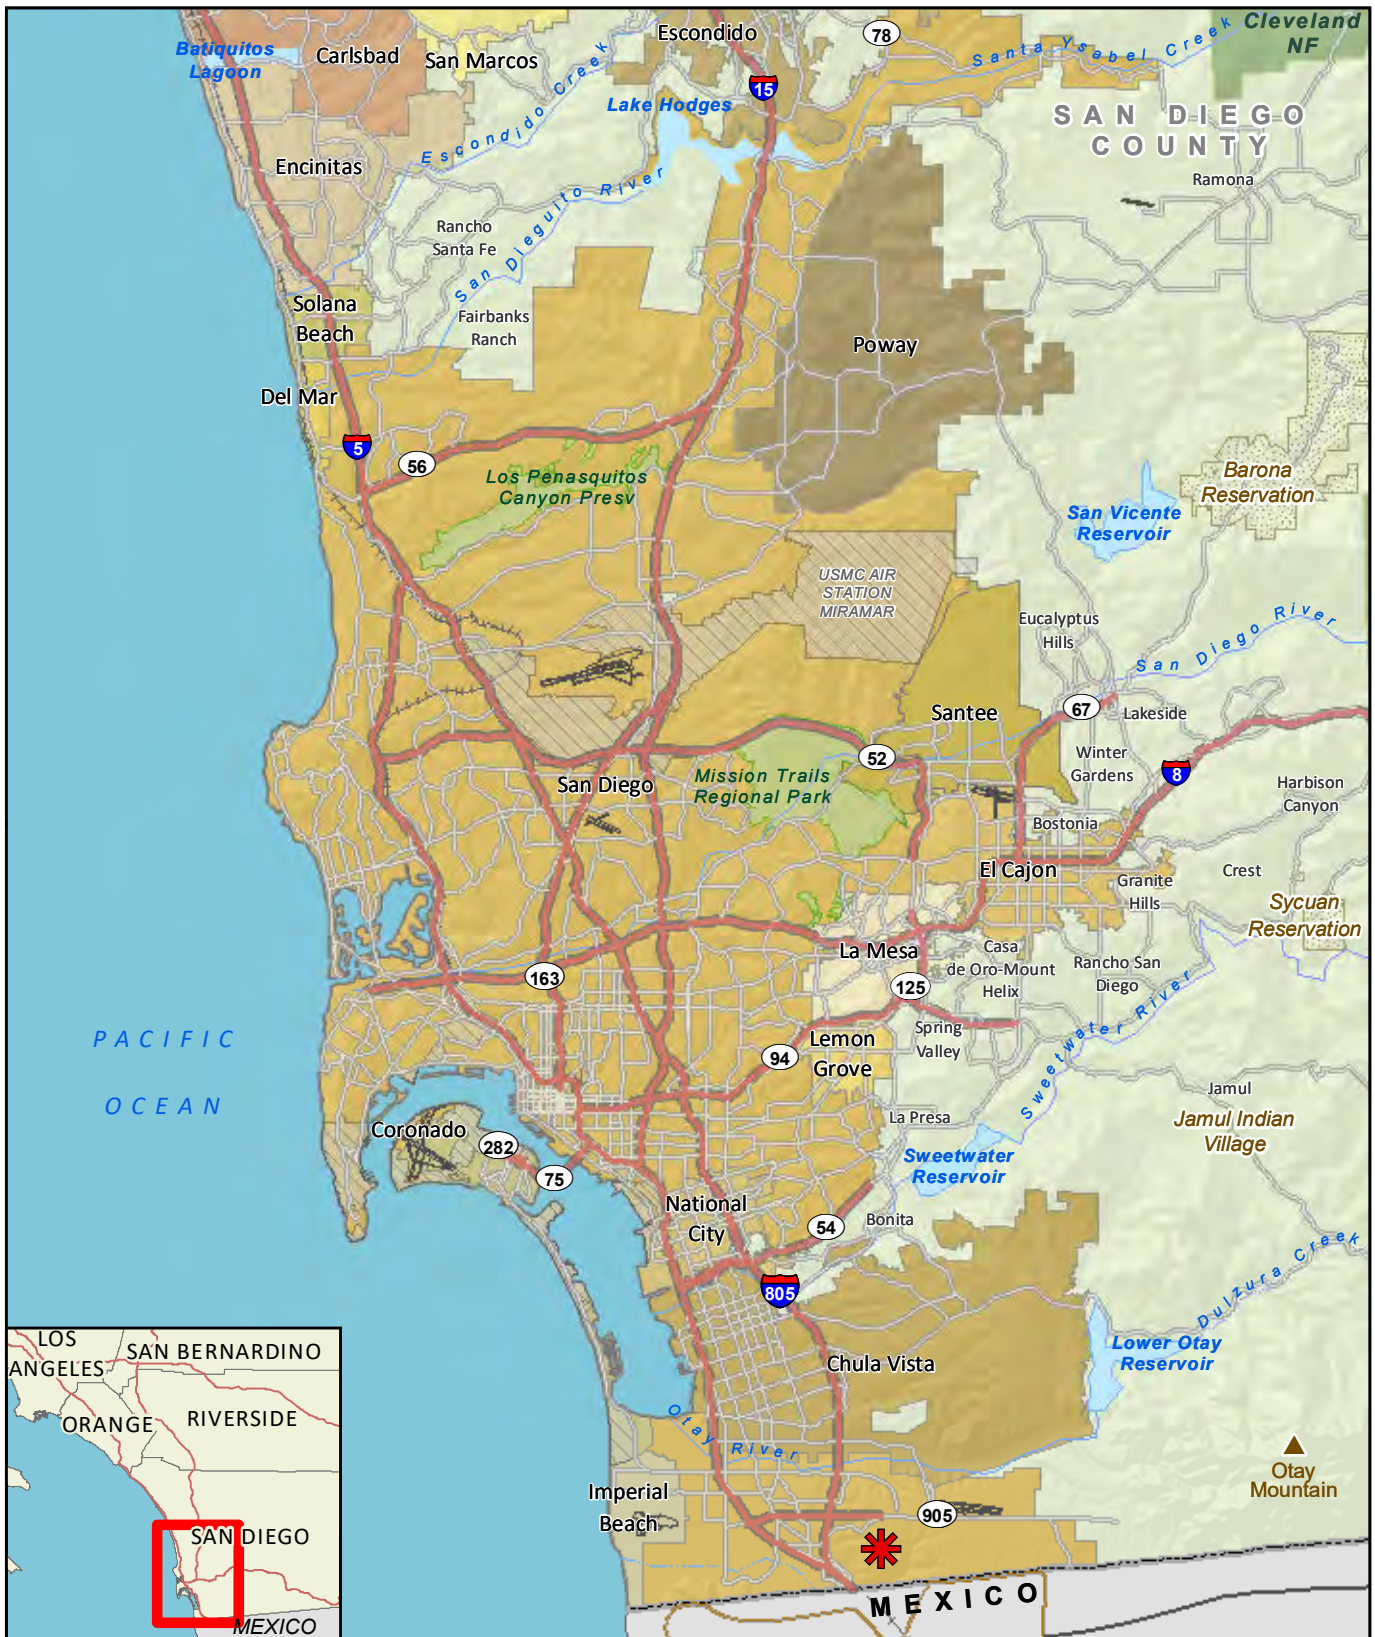 Escondido
78
Cleveland
NF
Santa Ysabel Creek
Batiquitos
Lagoon
Carlsbad
San Marcos
Escondido Creek
15
Lake Hodges
SAN DIEGO
COUNTY
Encinitas
Ramona
San Dieguito River
Rancho
Santa Fe
Solana
Beach
Fairbanks
Ranch
Poway
Del Mar
5
56
Los Penasquitos
Canyon Presv
Barona
Reservation
San Vicente
Reservoir
USMC AIR
STATION
MIRAMAR
Eucalyptus
Hills
San Diego River
Santee
67
Lakeside
52
Winter
Gardens
8
San Diego
Mission Trails
Regional Park
Harbison
Canyon
Bostonia
El Cajon
Crest
Granite
Hills
Sycuan
Reservation
La Mesa
Casa
de Oro-Mount
Helix
Rancho San
Diego
163
125
Sweetwater River
PACIFIC
OCEAN
Spring
Valley
Lemon
Grove
94
Jamul
La Presa
Jamul Indian
Village
Coronado
282
75
Sweetwater
Reservoir
National
City
54
Bonita
Dulzura Creek
805
Lower Otay
Reservoir
Chula Vista
Otay River
Otay
Mountain
Imperial
Beach
905
MEXICO
LOS
ANGELES
SAN BERNARDINO
ORANGE
RIVERSIDE
SAN DIEGO
MEXICO